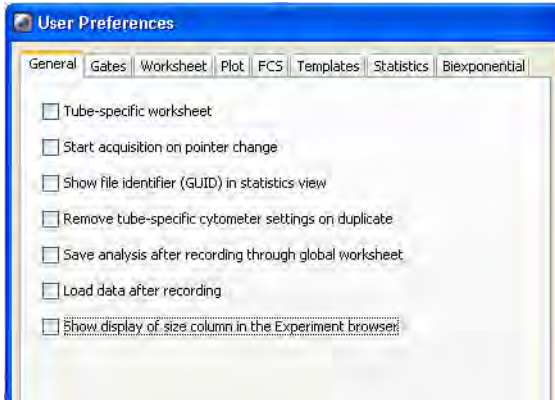 User Preferences
General Gates Worksheet Plot FCS Templates Statistics Biexponential
Tube-specific worksheet
Start acquisition on pointer change
Show file identifier (GUID) in statistics view
Remove tube-specific cytometer settings on duplicate
Save analysis after recording through global worksheet
Load data after recording
Show display of size column in the Experiment browser